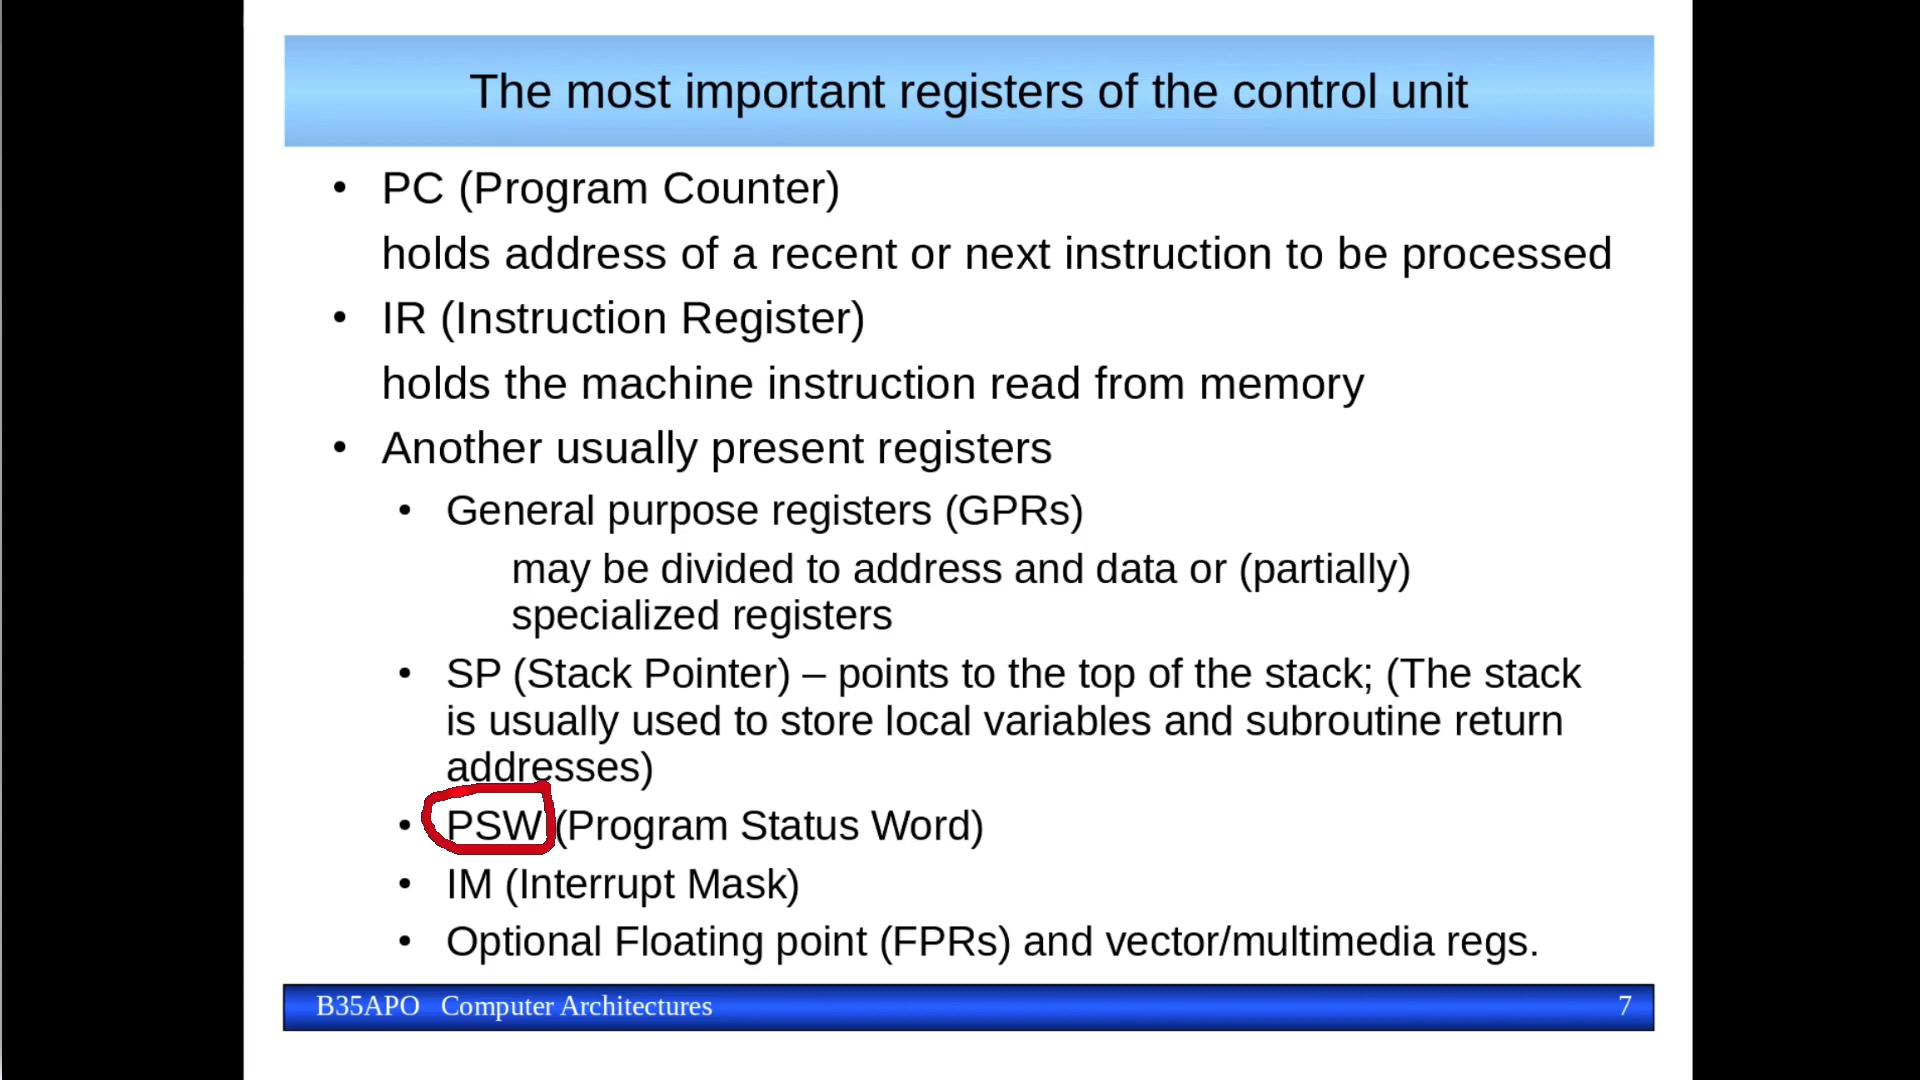 The most important registers of the control unit
• PC (Program Counter)
holds address of a recent or next instruction to be processed
• IR (Instruction Register)
holds the machine instruction read from memory
• Another usually present registers
• General purpose registers (GPRs)
may be divided to address and data or (partially)
specialized registers
• SP (Stack Pointer) – points to the top of the stack; (The stack
is usually used to store local variables and subroutine return
addresses)
• PSW (Program Status Word)
• IM (Interrupt Mask)
• Optional Floating point (FPRs) and vector/multimedia regs.
B35APO Computer Architectures 7